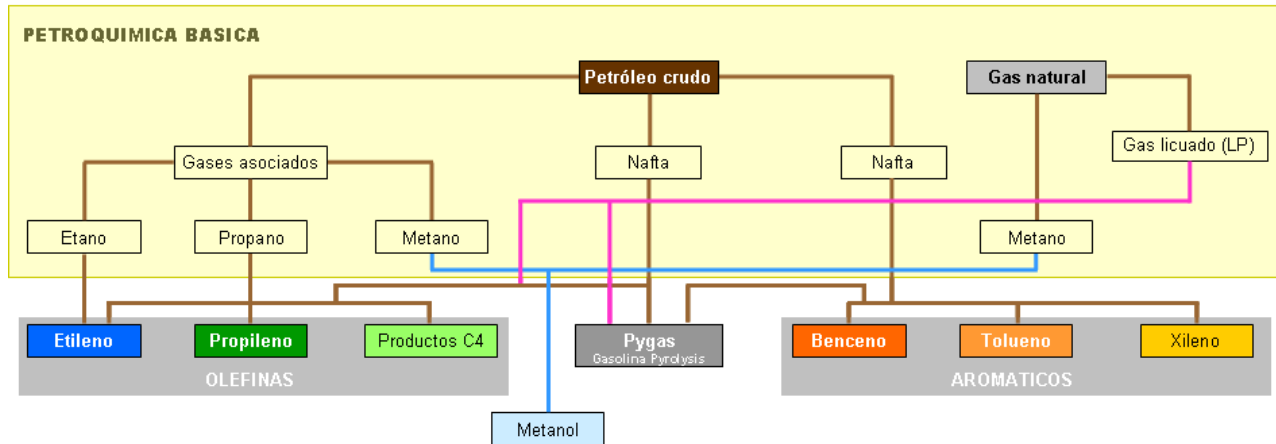 PETROQUIMICA BASICA
Petróleo crudo
Gas natural
Gases asociados
Nafta
Nafta
Gas licuado (LP)
Etano
Propano
Metano
Metano
Etileno
Propileno
Productos C4
Pygas
Gasolina Pyrolysis
Benceno
Tolueno
Xileno
OLEFINAS
AROMATICOS
Metanol